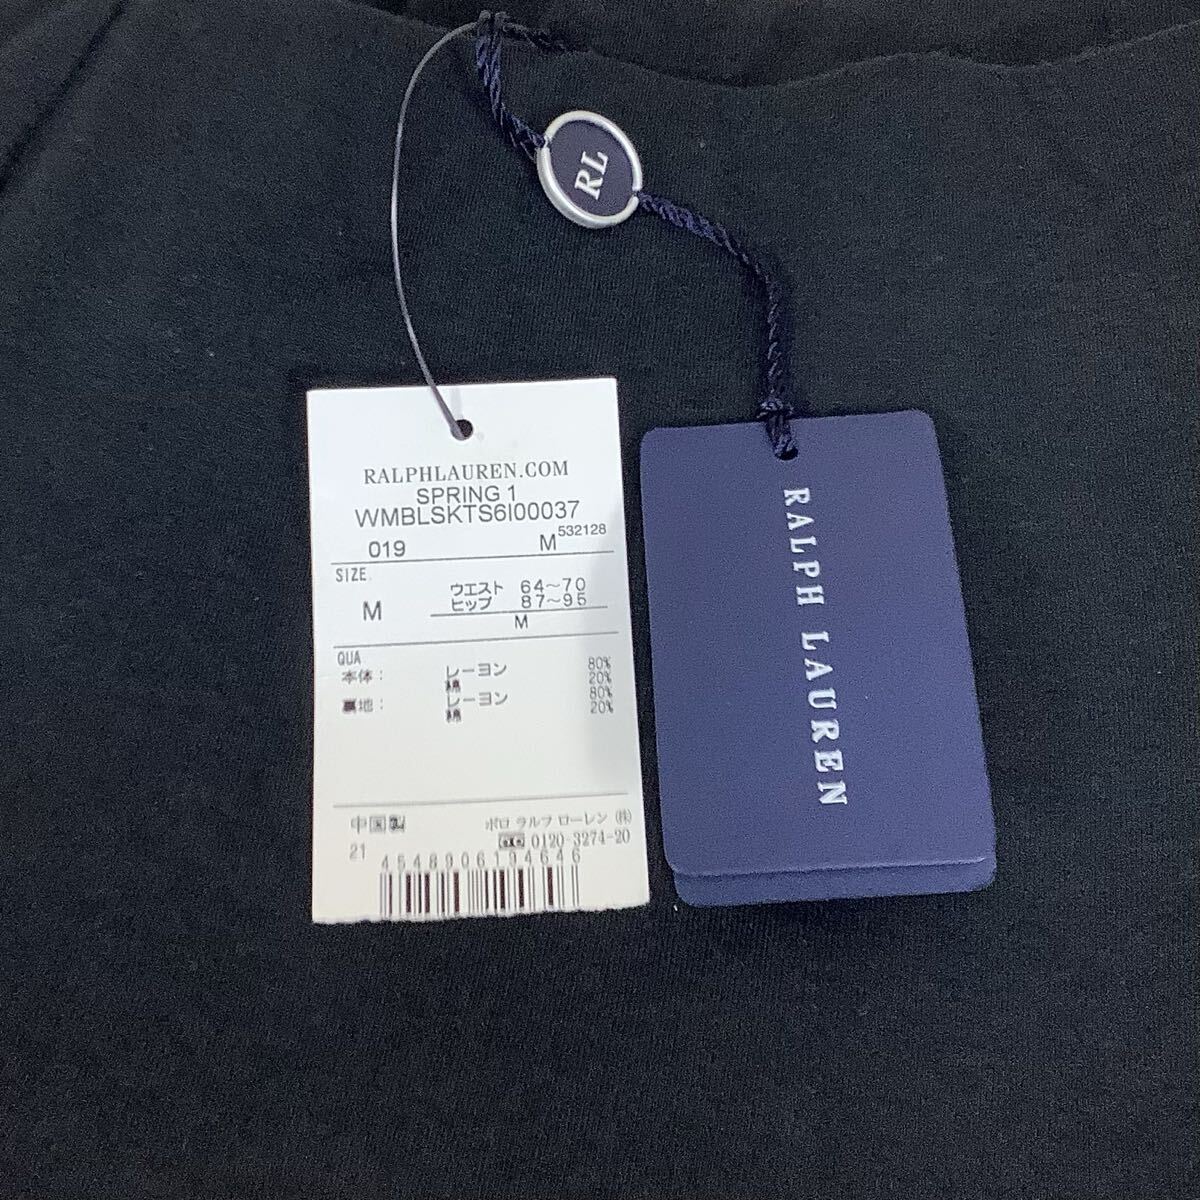 RL
RALPHLAUREN.COM
SPRING 1
WMBLSKTS6I00037
019 M 532128
SIZE
M ウエスト 64〜70
ヒップ 87〜95
M
QUA
本体： レーヨン 80%
綿 20%
裏地： レーヨン 80%
綿 20%
中国製 ポロ ラルフ ローレン (株)
21 0120-3274-20
4548906194646
RALPH LAUREN